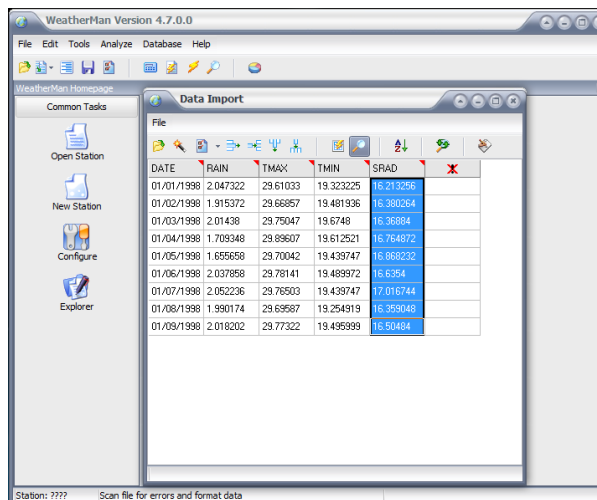 WeatherMan Version 4.7.0.0
File Edit Tools Analyze Database Help
WeatherMan Homepage
Common Tasks
Open Station
New Station
Configure
Explorer
Data Import
File
DATE RAIN TMAX TMIN SRAD X
01/01/1998 2.047322 29.61033 19.323225 16.213256
01/02/1998 1.915372 29.66857 19.481936 16.380264
01/03/1998 2.01438 29.75047 19.6748 16.36884
01/04/1998 1.709348 29.89607 19.612521 16.764872
01/05/1998 1.655658 29.70042 19.439747 16.868232
01/06/1998 2.037858 29.78141 19.489972 16.6354
01/07/1998 2.052236 29.76503 19.439747 17.016744
01/08/1998 1.990174 29.69587 19.254919 16.359048
01/09/1998 2.018202 29.77322 19.495999 16.50484
Station: ???? Scan file for errors and format data